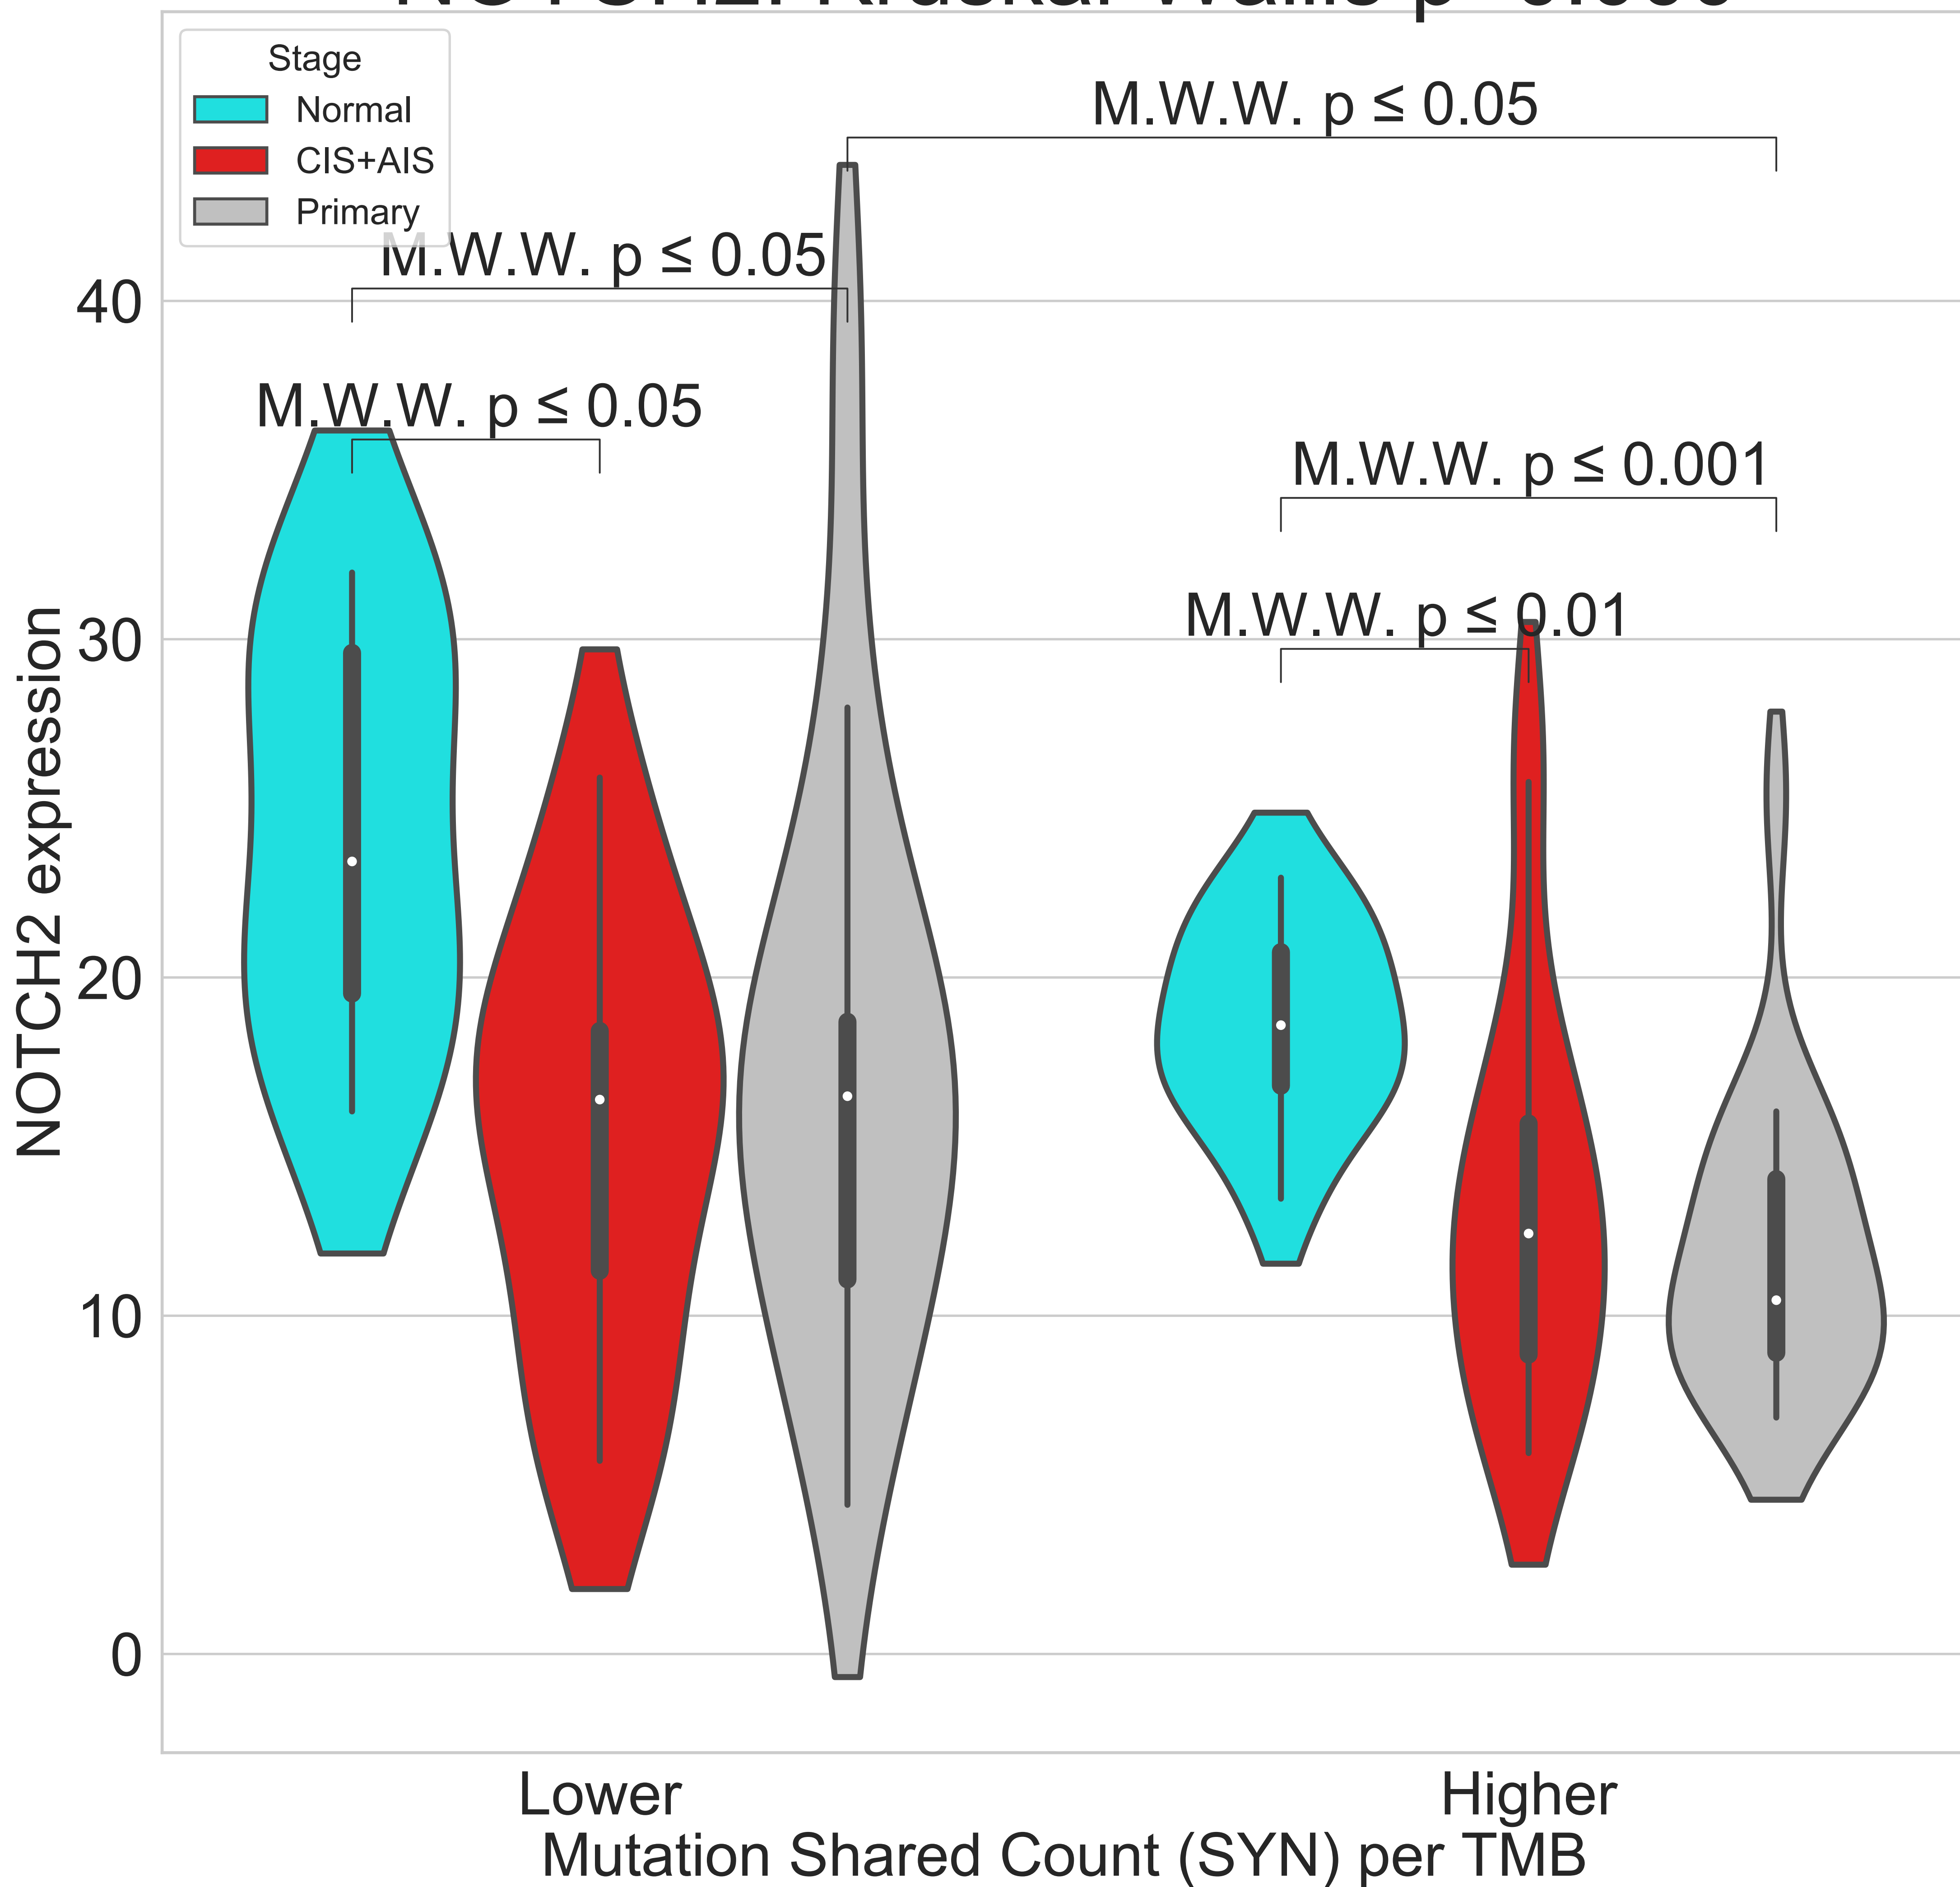 Stage
Normal
CIS+AIS
Primary
M.W.W. p ≤ 0.05
M.W.W. p ≤ 0.05
M.W.W. p ≤ 0.05
M.W.W. p ≤ 0.001
M.W.W. p ≤ 0.01
NOTCH2 expression
40
30
20
10
0
Lower
Higher
Mutation Shared Count (SYN) per TMB